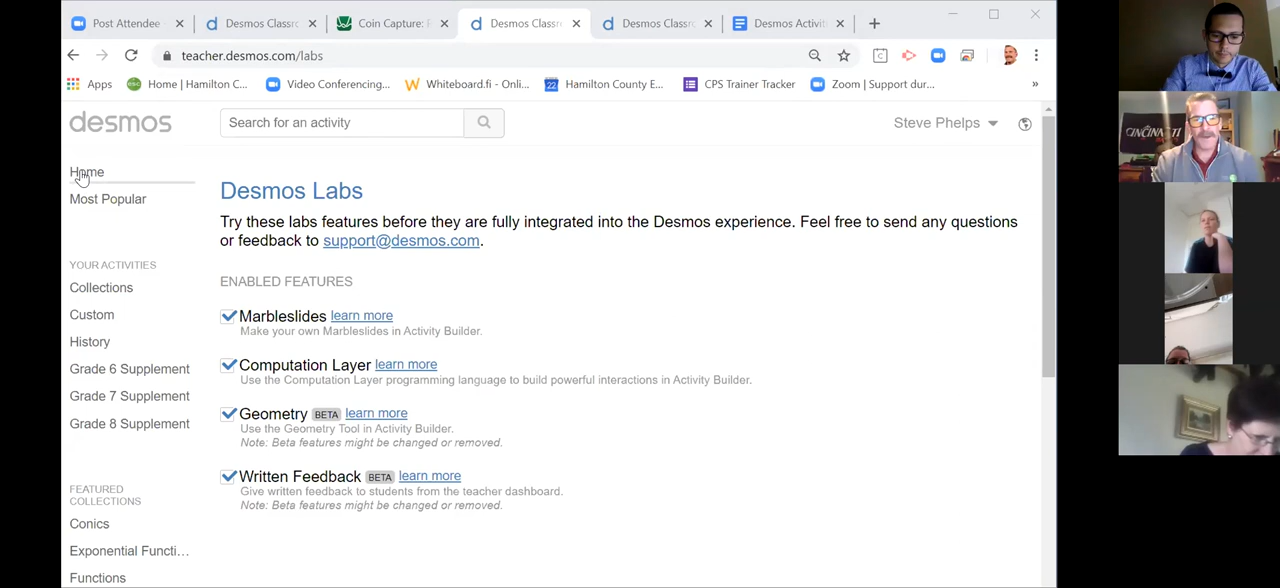 Post Attendee
Desmos Classr
Coin Capture: F
Desmos Classr
Desmos Classr
Desmos Activi
teacher.desmos.com/labs
Apps
Home | Hamilton C...
Video Conferencing...
Whiteboard.fi - Onli...
22
Hamilton County E...
CPS Trainer Tracker
Zoom | Support dur...
»
desmos
Search for an activity
Steve Phelps
Home
Most Popular
YOUR ACTIVITIES
Collections
Custom
History
Grade 6 Supplement
Grade 7 Supplement
Grade 8 Supplement
FEATURED
COLLECTIONS
Conics
Exponential Functi...
Functions
Desmos Labs
Try these labs features before they are fully integrated into the Desmos experience. Feel free to send any questions
or feedback to support@desmos.com.
ENABLED FEATURES
Marbleslides learn more
Make your own Marbleslides in Activity Builder.
Computation Layer learn more
Use the Computation Layer programming language to build powerful interactions in Activity Builder.
Geometry BETA learn more
Use the Geometry Tool in Activity Builder.
Note: Beta features might be changed or removed.
Written Feedback BETA learn more
Give written feedback to students from the teacher dashboard.
Note: Beta features might be changed or removed.
CINCINNATI